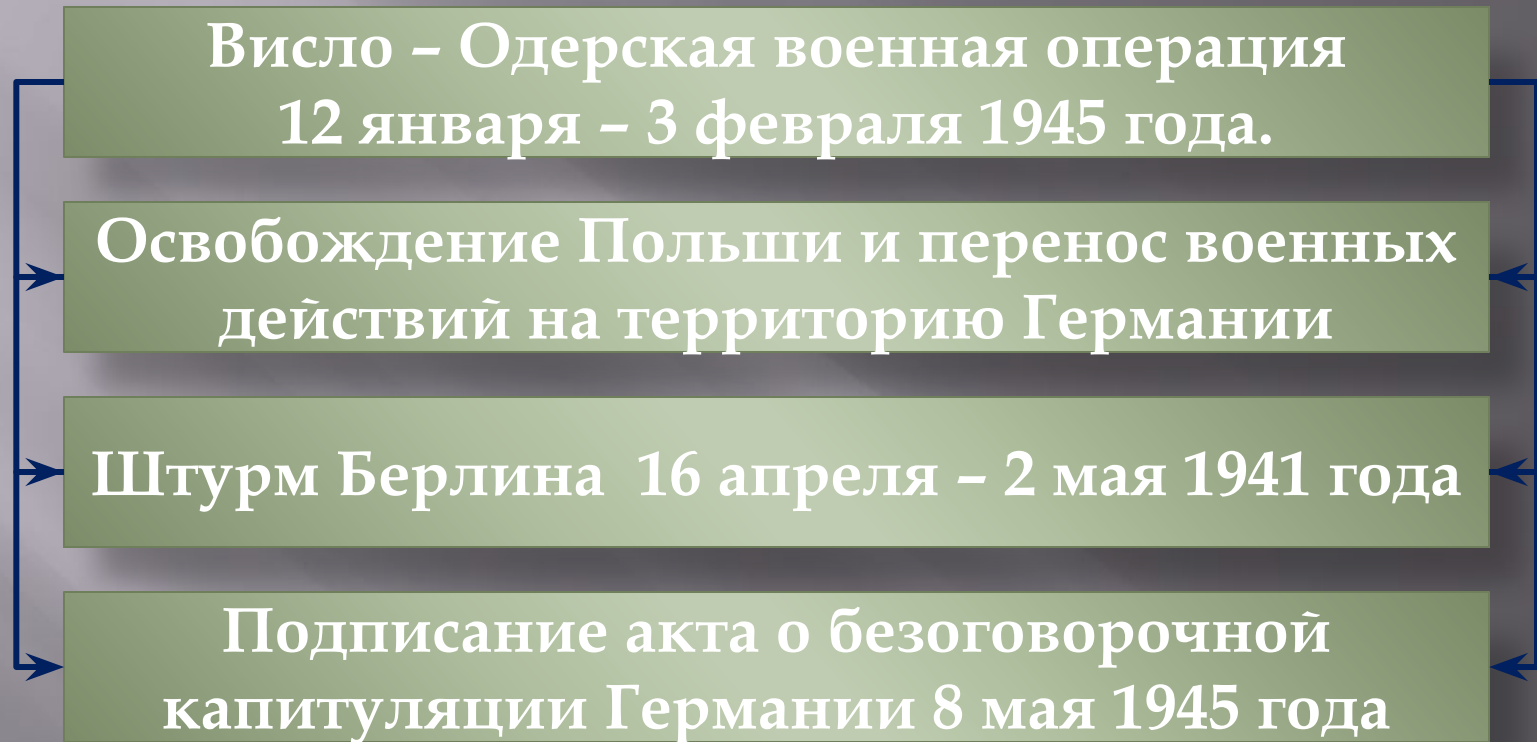 Висло – Одерская военная операция
12 января – 3 февраля 1945 года.
Освобождение Польши и перенос военных
действий на территорию Германии
Штурм Берлина 16 апреля – 2 мая 1941 года
Подписание акта о безоговорочной
капитуляции Германии 8 мая 1945 года